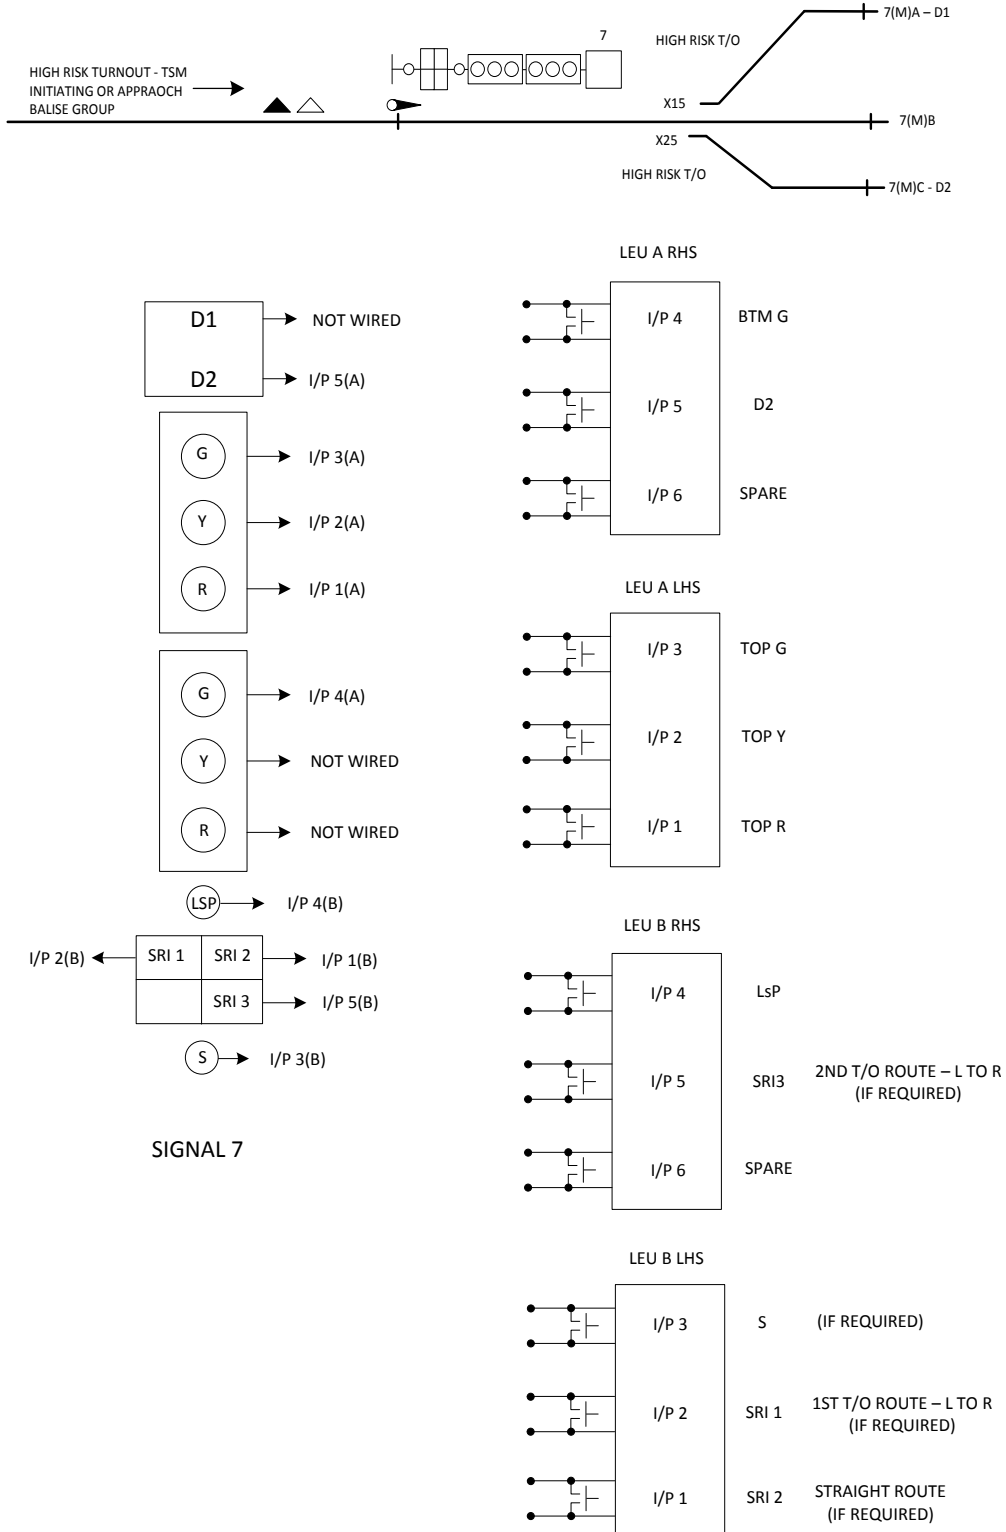 7(M)A – D1
7
HIGH RISK T/O
HIGH RISK TURNOUT - TSM
INITIATING OR APPRAOCH
BALISE GROUP
X15
7(M)B
X25
HIGH RISK T/O
7(M)C - D2
D1
NOT WIRED
D2
I/P 5(A)
G
I/P 3(A)
Y
I/P 2(A)
R
I/P 1(A)
G
I/P 4(A)
Y
NOT WIRED
R
NOT WIRED
LSP
I/P 4(B)
I/P 2(B)
SRI 1
SRI 2
I/P 1(B)
SRI 3
I/P 5(B)
S
I/P 3(B)
SIGNAL 7
LEU A RHS
I/P 4
BTM G
I/P 5
D2
I/P 6
SPARE
LEU A LHS
I/P 3
TOP G
I/P 2
TOP Y
I/P 1
TOP R
LEU B RHS
I/P 4
LsP
I/P 5
SRI3
2ND T/O ROUTE – L TO R
(IF REQUIRED)
I/P 6
SPARE
LEU B LHS
I/P 3
S
(IF REQUIRED)
I/P 2
SRI 1
1ST T/O ROUTE – L TO R
(IF REQUIRED)
I/P 1
SRI 2
STRAIGHT ROUTE
(IF REQUIRED)